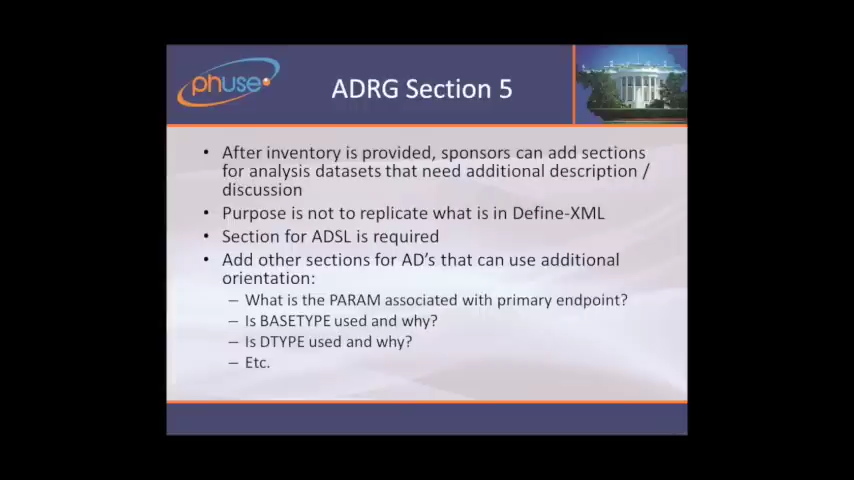 phuse
ADRG Section 5
• After inventory is provided, sponsors can add sections
for analysis datasets that need additional description /
discussion
• Purpose is not to replicate what is in Define-XML
• Section for ADSL is required
• Add other sections for AD's that can use additional
orientation:
– What is the PARAM associated with primary endpoint?
– Is BASETYPE used and why?
– Is DTYPE used and why?
– Etc.